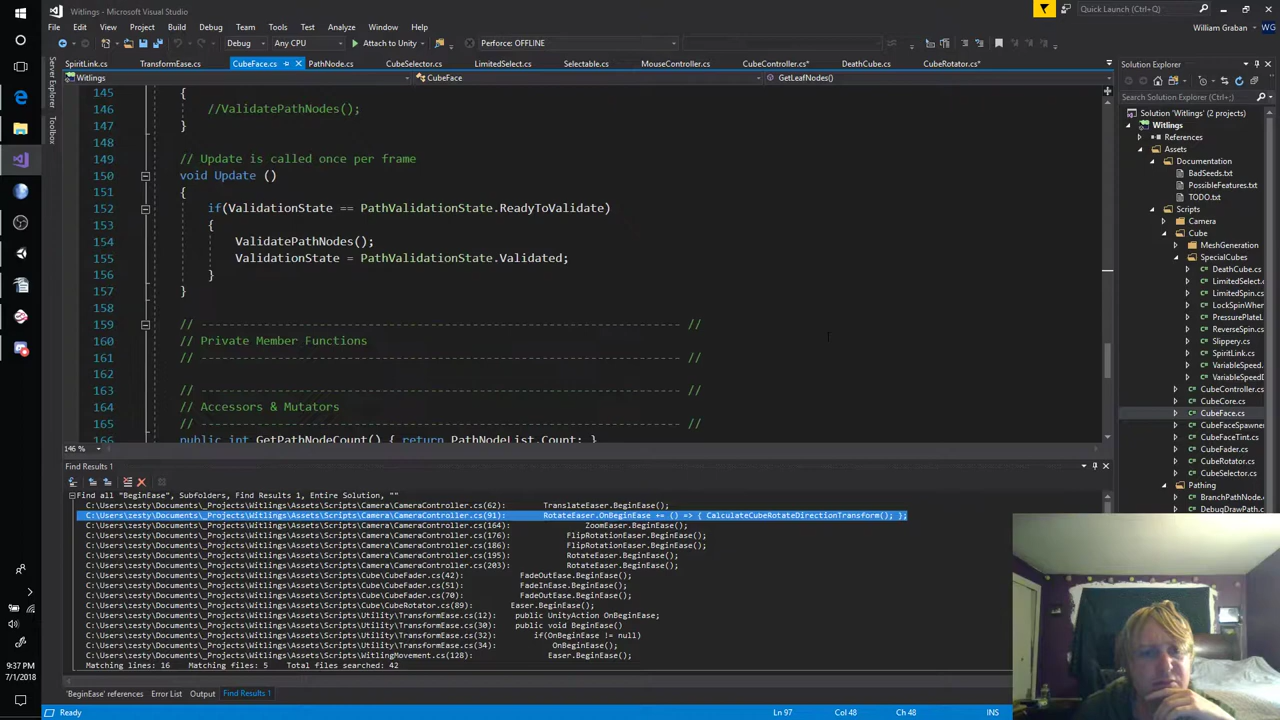 Witlings - Microsoft Visual Studio
Quick Launch (Ctrl+Q)
File Edit View Project Build Debug Team Tools Test Analyze Window Help
William Graban WG
Debug Any CPU Attach to Unity Perforce: OFFLINE
SpiritLink.cs TransformEase.cs CubeFace.cs PathNode.cs CubeSelector.cs LimitedSelect.cs Selectable.cs MouseController.cs CubeController.cs* DeathCube.cs CubeRotator.cs*
Witlings CubeFace GetLeafNodes()
Server Explorer
Toolbox
145 {
146 //ValidatePathNodes();
147 }
148
149 // Update is called once per frame
150 void Update ()
151 {
152 if(ValidationState == PathValidationState.ReadyToValidate)
153 {
154 ValidatePathNodes();
155 ValidationState = PathValidationState.Validated;
156 }
157 }
158
159 // --------------------------------------------------------------------- //
160 // Private Member Functions
161 // --------------------------------------------------------------------- //
162
163 // --------------------------------------------------------------------- //
164 // Accessors & Mutators
165 // --------------------------------------------------------------------- //
166 public int GetPathNodeCount() { return PathNodeList.Count; }
146 %
Find Results 1
Find all "BeginEase", Subfolders, Find Results 1, Entire Solution, ""
C:\Users\zesty\Documents\_Projects\Witlings\Assets\Scripts\Camera\CameraController.cs(62): TranslateEaser.BeginEase();
C:\Users\zesty\Documents\_Projects\Witlings\Assets\Scripts\Camera\CameraController.cs(91): RotateEaser.OnBeginEase += () => { CalculateCubeRotateDirectionTransform(); };
C:\Users\zesty\Documents\_Projects\Witlings\Assets\Scripts\Camera\CameraController.cs(164): ZoomEaser.BeginEase();
C:\Users\zesty\Documents\_Projects\Witlings\Assets\Scripts\Camera\CameraController.cs(176): FlipRotationEaser.BeginEase();
C:\Users\zesty\Documents\_Projects\Witlings\Assets\Scripts\Camera\CameraController.cs(186): FlipRotationEaser.BeginEase();
C:\Users\zesty\Documents\_Projects\Witlings\Assets\Scripts\Camera\CameraController.cs(195): RotateEaser.BeginEase();
C:\Users\zesty\Documents\_Projects\Witlings\Assets\Scripts\Camera\CameraController.cs(203): RotateEaser.BeginEase();
C:\Users\zesty\Documents\_Projects\Witlings\Assets\Scripts\Cube\CubeFader.cs(42): FadeOutEase.BeginEase();
C:\Users\zesty\Documents\_Projects\Witlings\Assets\Scripts\Cube\CubeFader.cs(51): FadeInEase.BeginEase();
C:\Users\zesty\Documents\_Projects\Witlings\Assets\Scripts\Cube\CubeFader.cs(70): FadeOutEase.BeginEase();
C:\Users\zesty\Documents\_Projects\Witlings\Assets\Scripts\Cube\CubeRotator.cs(89): Easer.BeginEase();
C:\Users\zesty\Documents\_Projects\Witlings\Assets\Scripts\Utility\TransformEase.cs(12): public UnityAction OnBeginEase;
C:\Users\zesty\Documents\_Projects\Witlings\Assets\Scripts\Utility\TransformEase.cs(30): public void BeginEase()
C:\Users\zesty\Documents\_Projects\Witlings\Assets\Scripts\Utility\TransformEase.cs(32): if(OnBeginEase != null)
C:\Users\zesty\Documents\_Projects\Witlings\Assets\Scripts\Utility\TransformEase.cs(34): OnBeginEase();
C:\Users\zesty\Documents\_Projects\Witlings\Assets\Scripts\WitlingMovement.cs(128): Easer.BeginEase();
Matching lines: 16 Matching files: 5 Total files searched: 42
'BeginEase' references Error List Output Find Results 1
Ready Ln 97 Col 48 Ch 48 INS
Solution Explorer
Search Solution Explorer (Ctrl+;)
Solution 'Witlings' (2 projects)
Witlings
References
Assets
Documentation
BadSeeds.txt
PossibleFeatures.txt
TODO.txt
Scripts
Camera
Cube
MeshGeneration
SpecialCubes
DeathCube.cs
LimitedSelect.cs
LimitedSpin.cs
LockSpinWher
PressurePlateL
ReverseSpin.cs
Slippery.cs
SpiritLink.cs
VariableSpeed.
VariableSpeedD
CubeController.cs
CubeCore.cs
CubeFace.cs
CubeFaceSpawne
CubeFaceTint.cs
CubeFader.cs
CubeRotator.cs
CubeSelector.cs
Pathing
BranchPathNode.c
DebugDrawPath.c
9:37 PM
7/1/2018